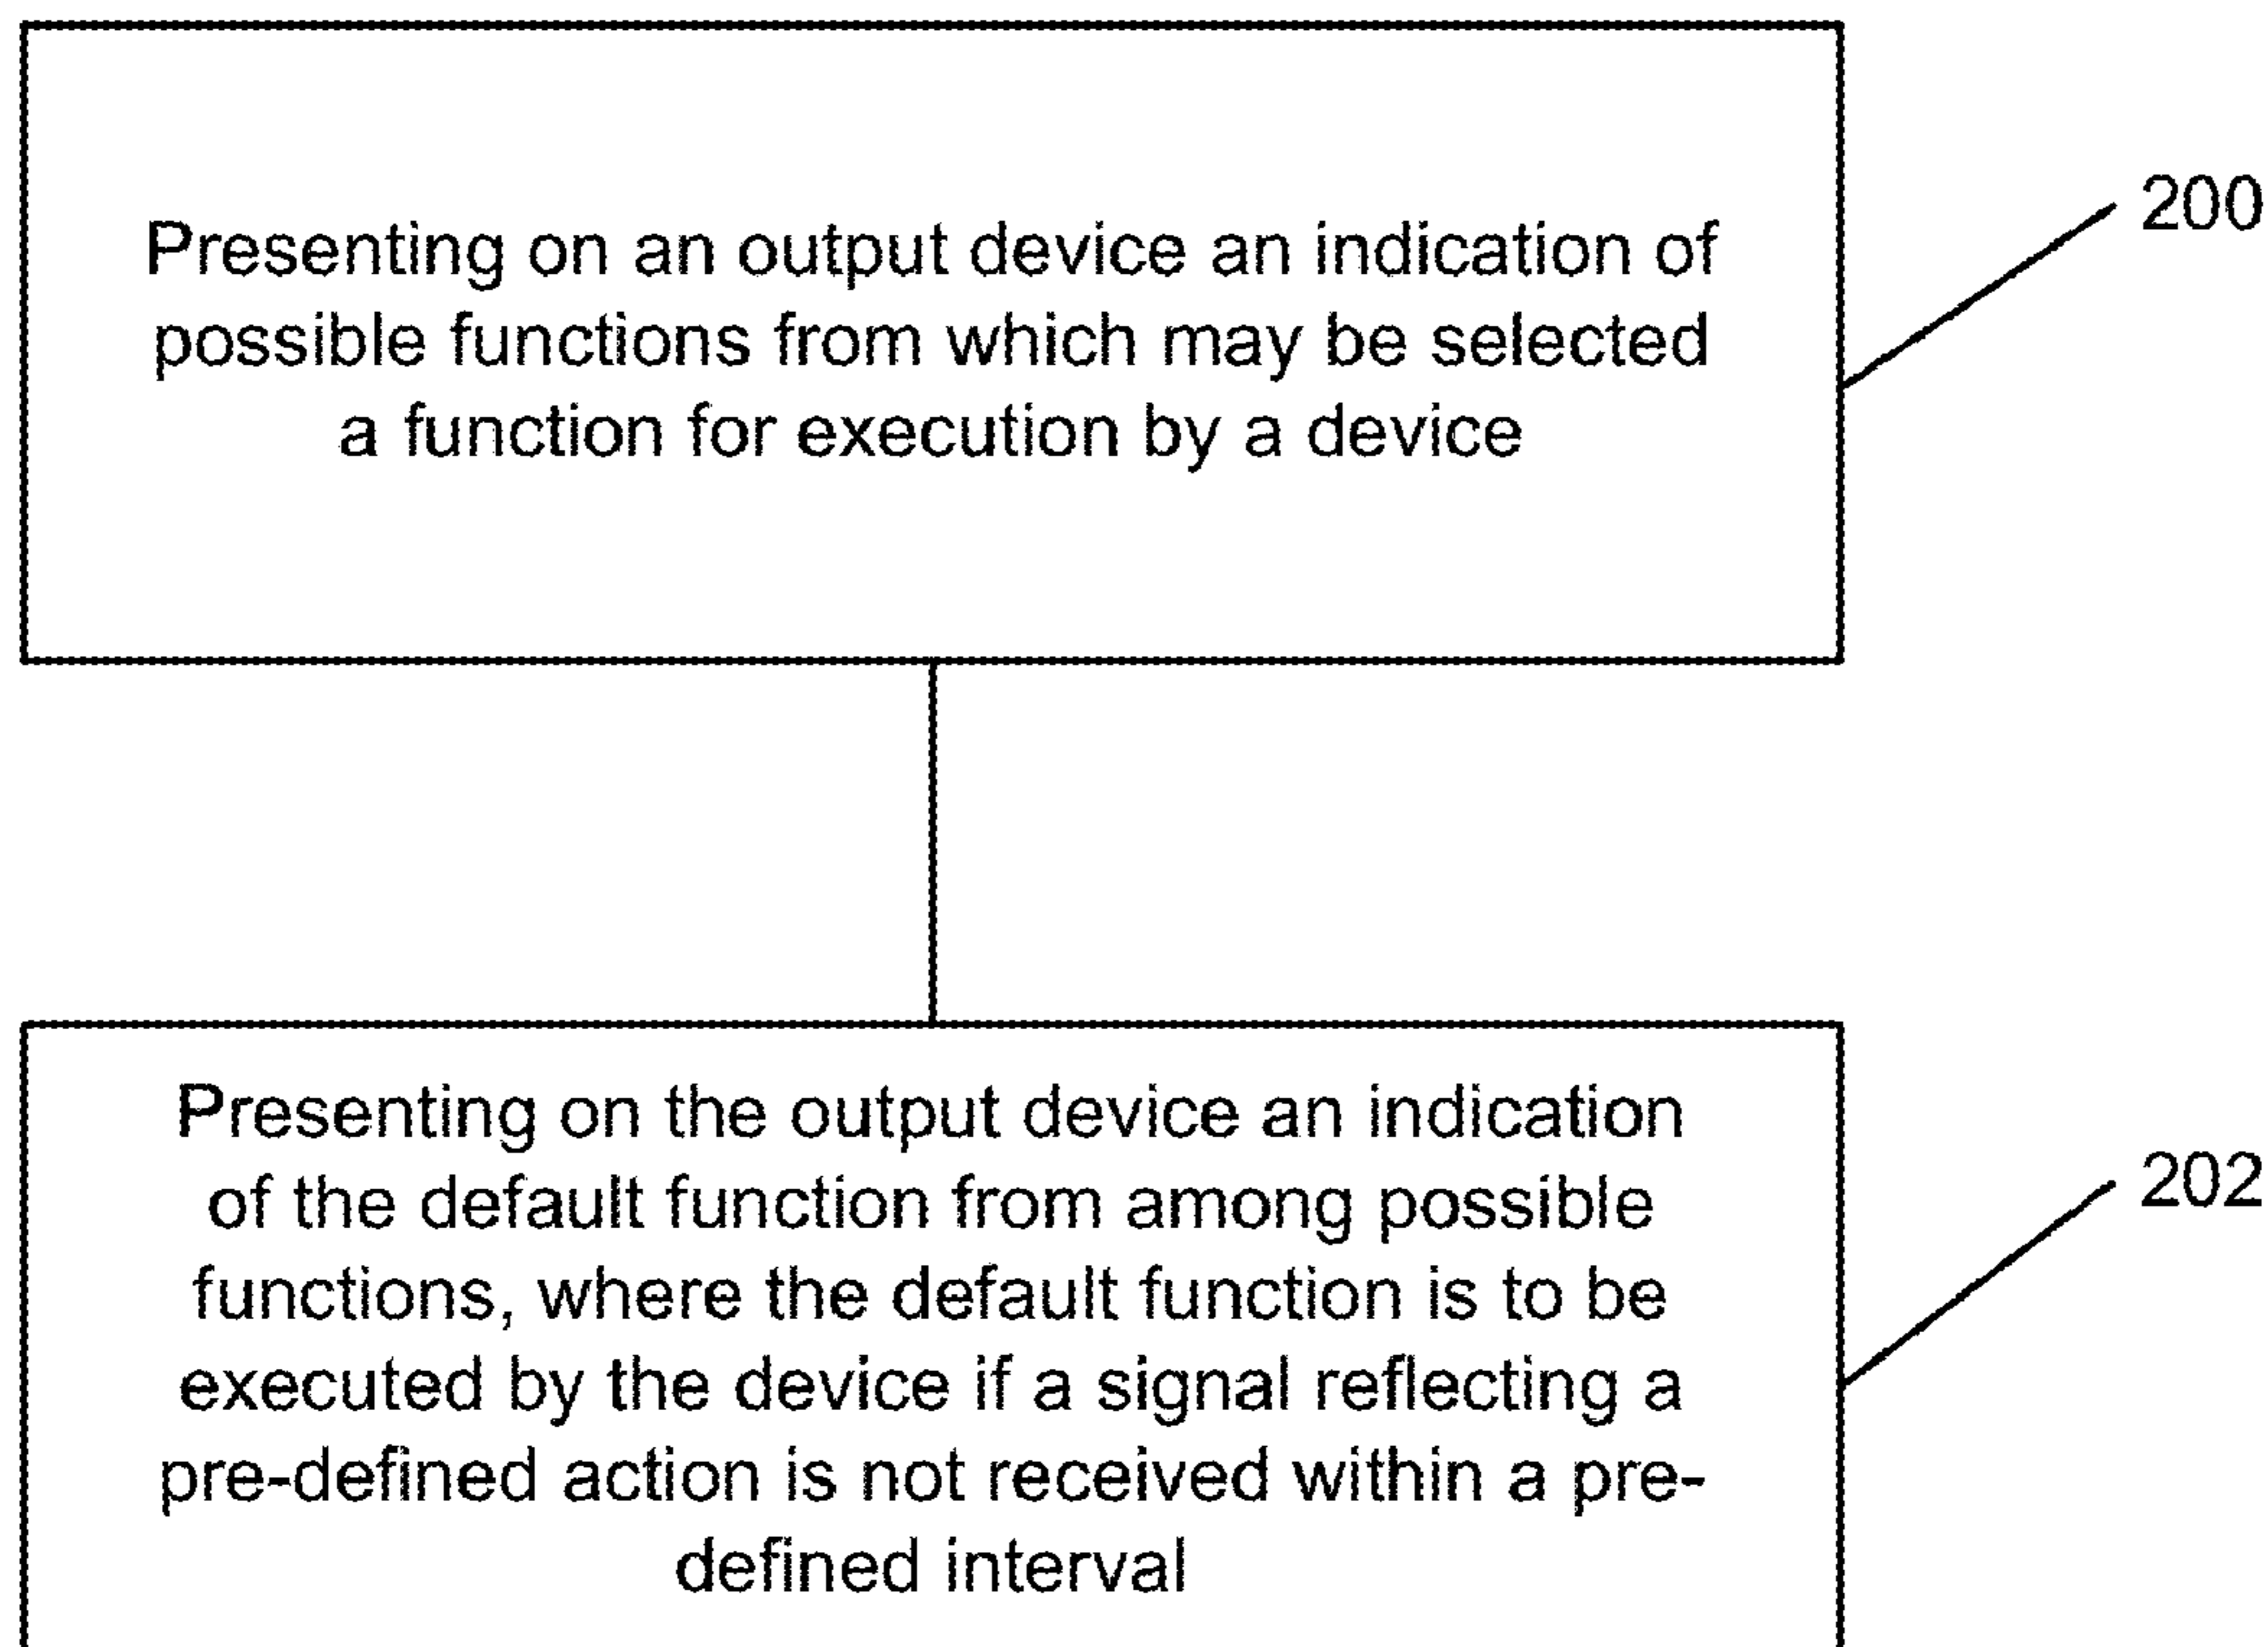 Presenting on an output device an indication of
possible functions from which may be selected
a function for execution by a device
200
Presenting on the output device an indication
of the default function from among possible
functions, where the default function is to be
executed by the device if a signal reflecting a
pre-defined action is not received within a pre-
defined interval
202